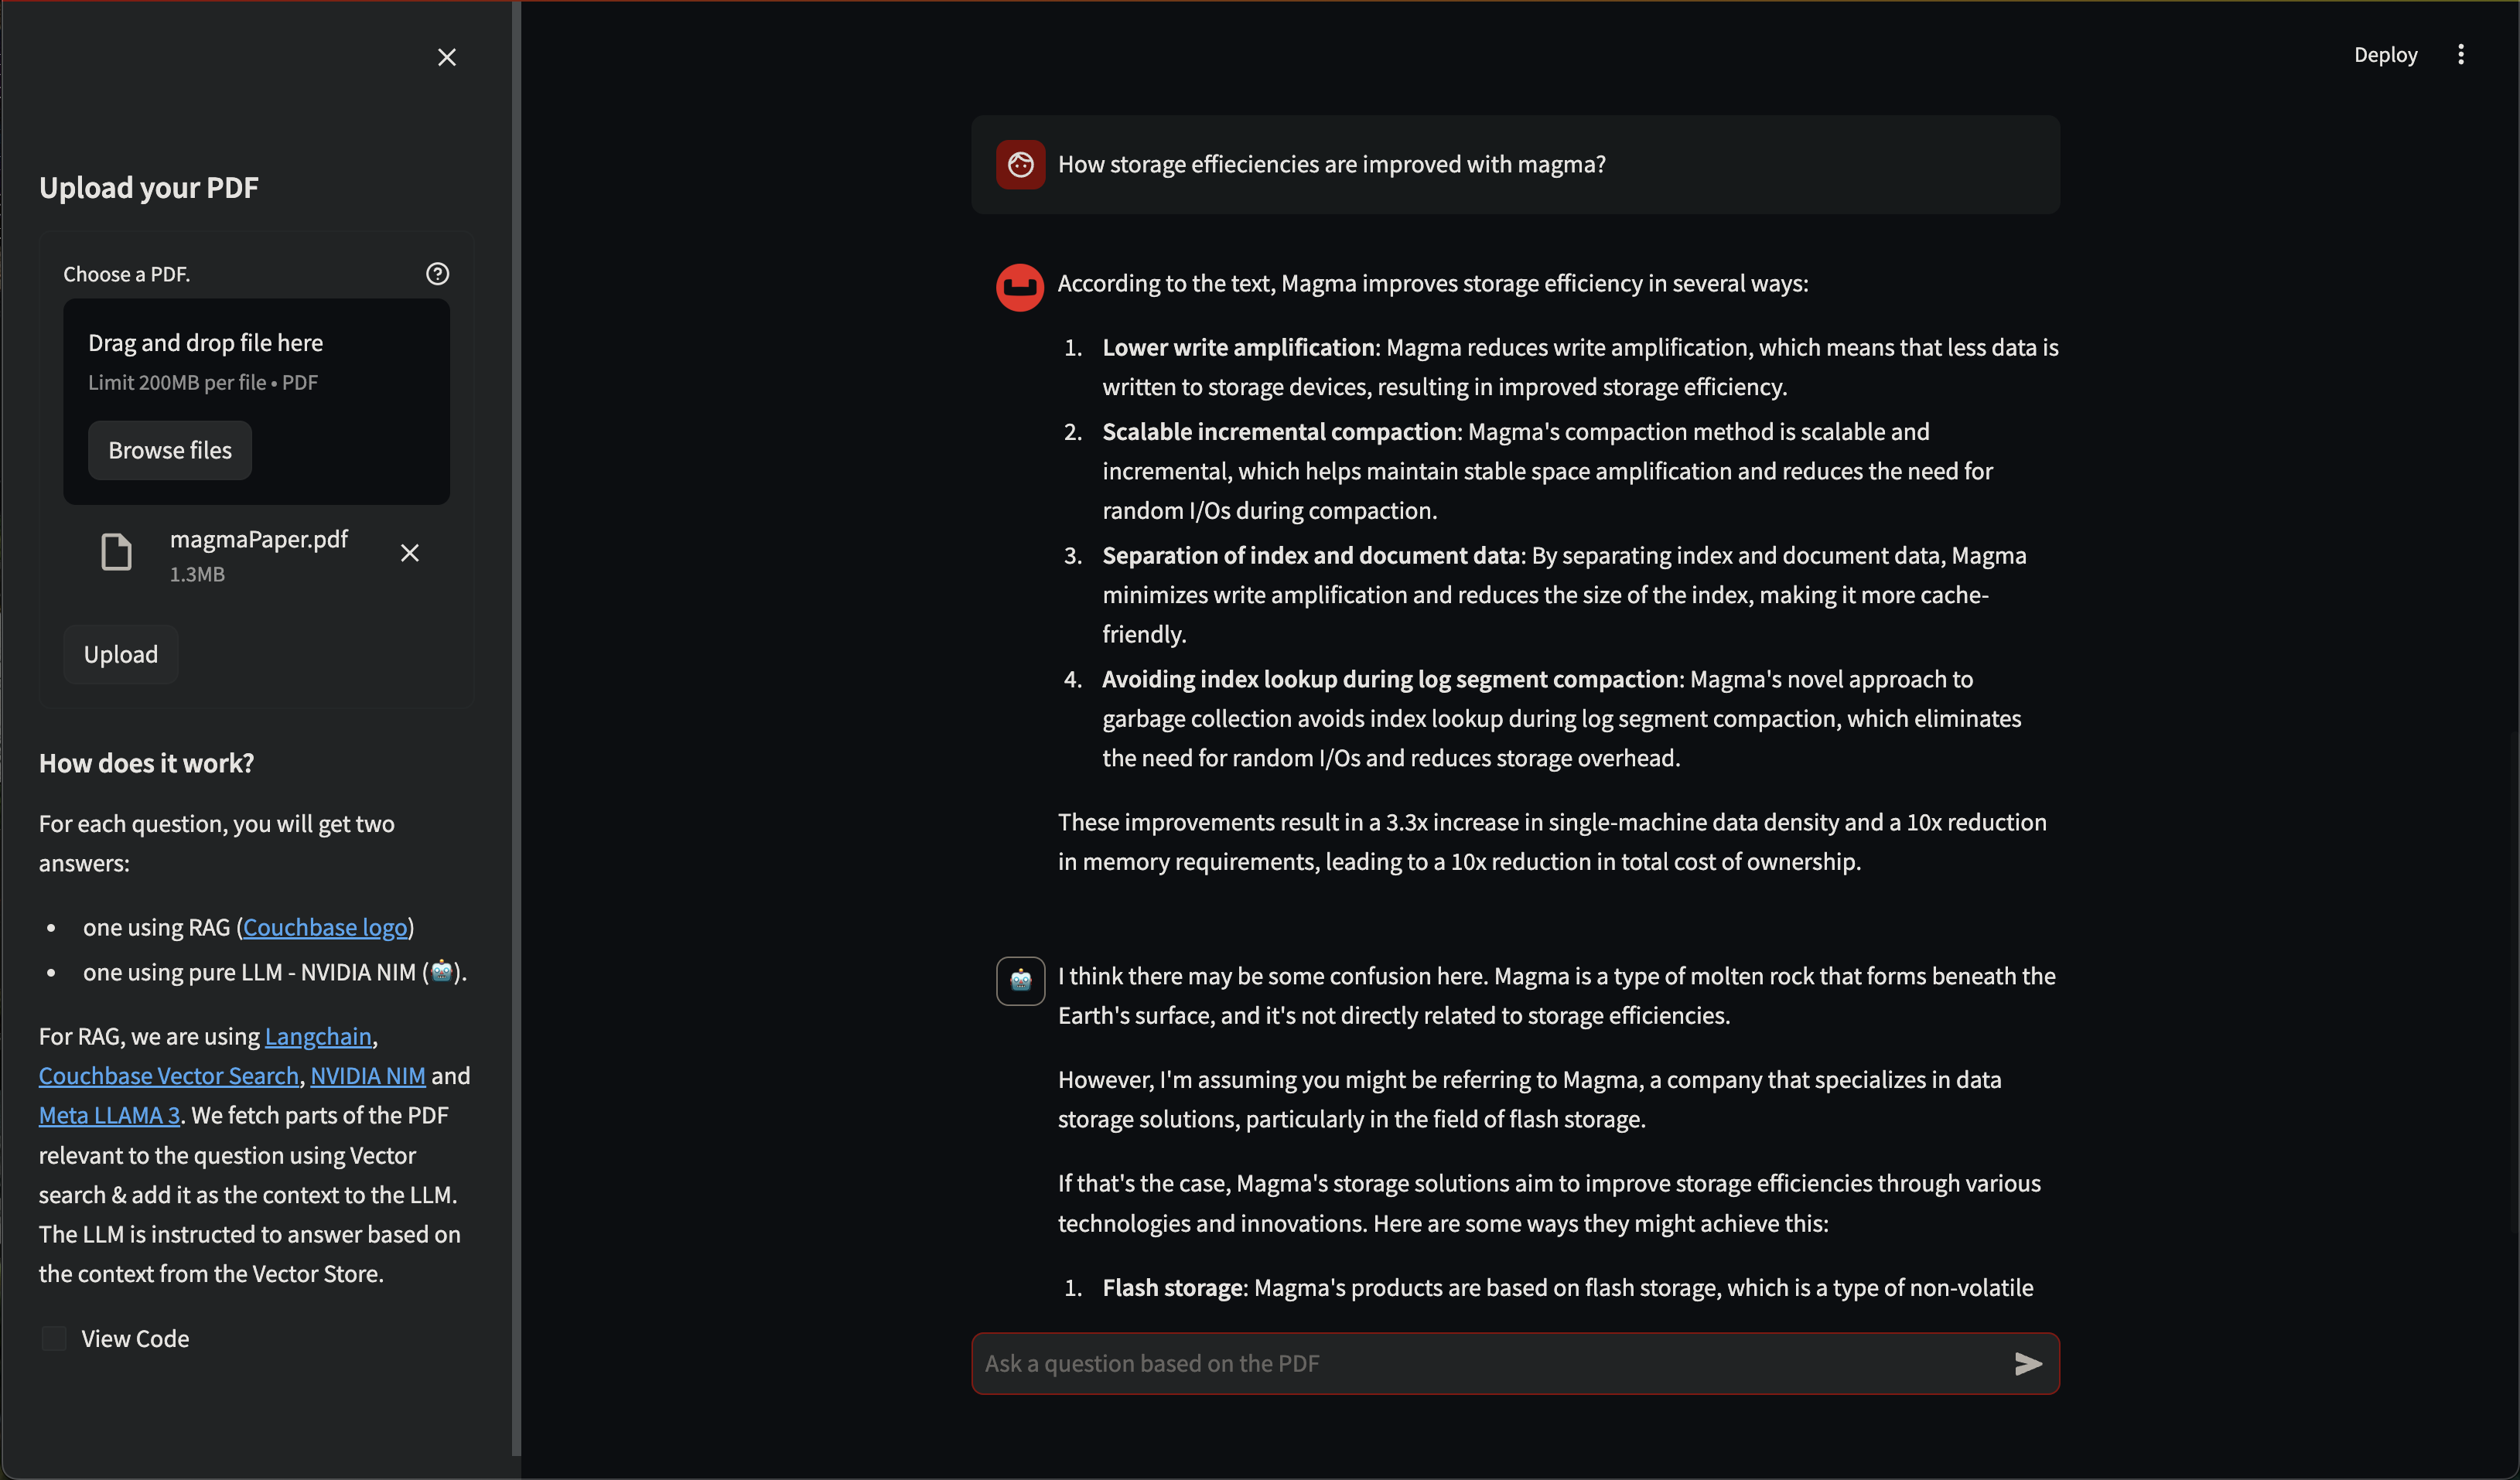 Upload your PDF
Choose a PDF.
Drag and drop file here
Limit 200MB per file • PDF
Browse files
magmaPaper.pdf
1.3MB
Upload
How does it work?
For each question, you will get two
answers:
• one using RAG (Couchbase logo)
• one using pure LLM - NVIDIA NIM (🤖).
For RAG, we are using Langchain,
Couchbase Vector Search, NVIDIA NIM and
Meta LLAMA 3. We fetch parts of the PDF
relevant to the question using Vector
search & add it as the context to the LLM.
The LLM is instructed to answer based on
the context from the Vector Store.
View Code
Deploy
How storage effieciencies are improved with magma?
According to the text, Magma improves storage efficiency in several ways:
1. Lower write amplification: Magma reduces write amplification, which means that less data is
written to storage devices, resulting in improved storage efficiency.
2. Scalable incremental compaction: Magma's compaction method is scalable and
incremental, which helps maintain stable space amplification and reduces the need for
random I/Os during compaction.
3. Separation of index and document data: By separating index and document data, Magma
minimizes write amplification and reduces the size of the index, making it more cache-
friendly.
4. Avoiding index lookup during log segment compaction: Magma's novel approach to
garbage collection avoids index lookup during log segment compaction, which eliminates
the need for random I/Os and reduces storage overhead.
These improvements result in a 3.3x increase in single-machine data density and a 10x reduction
in memory requirements, leading to a 10x reduction in total cost of ownership.
I think there may be some confusion here. Magma is a type of molten rock that forms beneath the
Earth's surface, and it's not directly related to storage efficiencies.
However, I'm assuming you might be referring to Magma, a company that specializes in data
storage solutions, particularly in the field of flash storage.
If that's the case, Magma's storage solutions aim to improve storage efficiencies through various
technologies and innovations. Here are some ways they might achieve this:
1. Flash storage: Magma's products are based on flash storage, which is a type of non-volatile
Ask a question based on the PDF